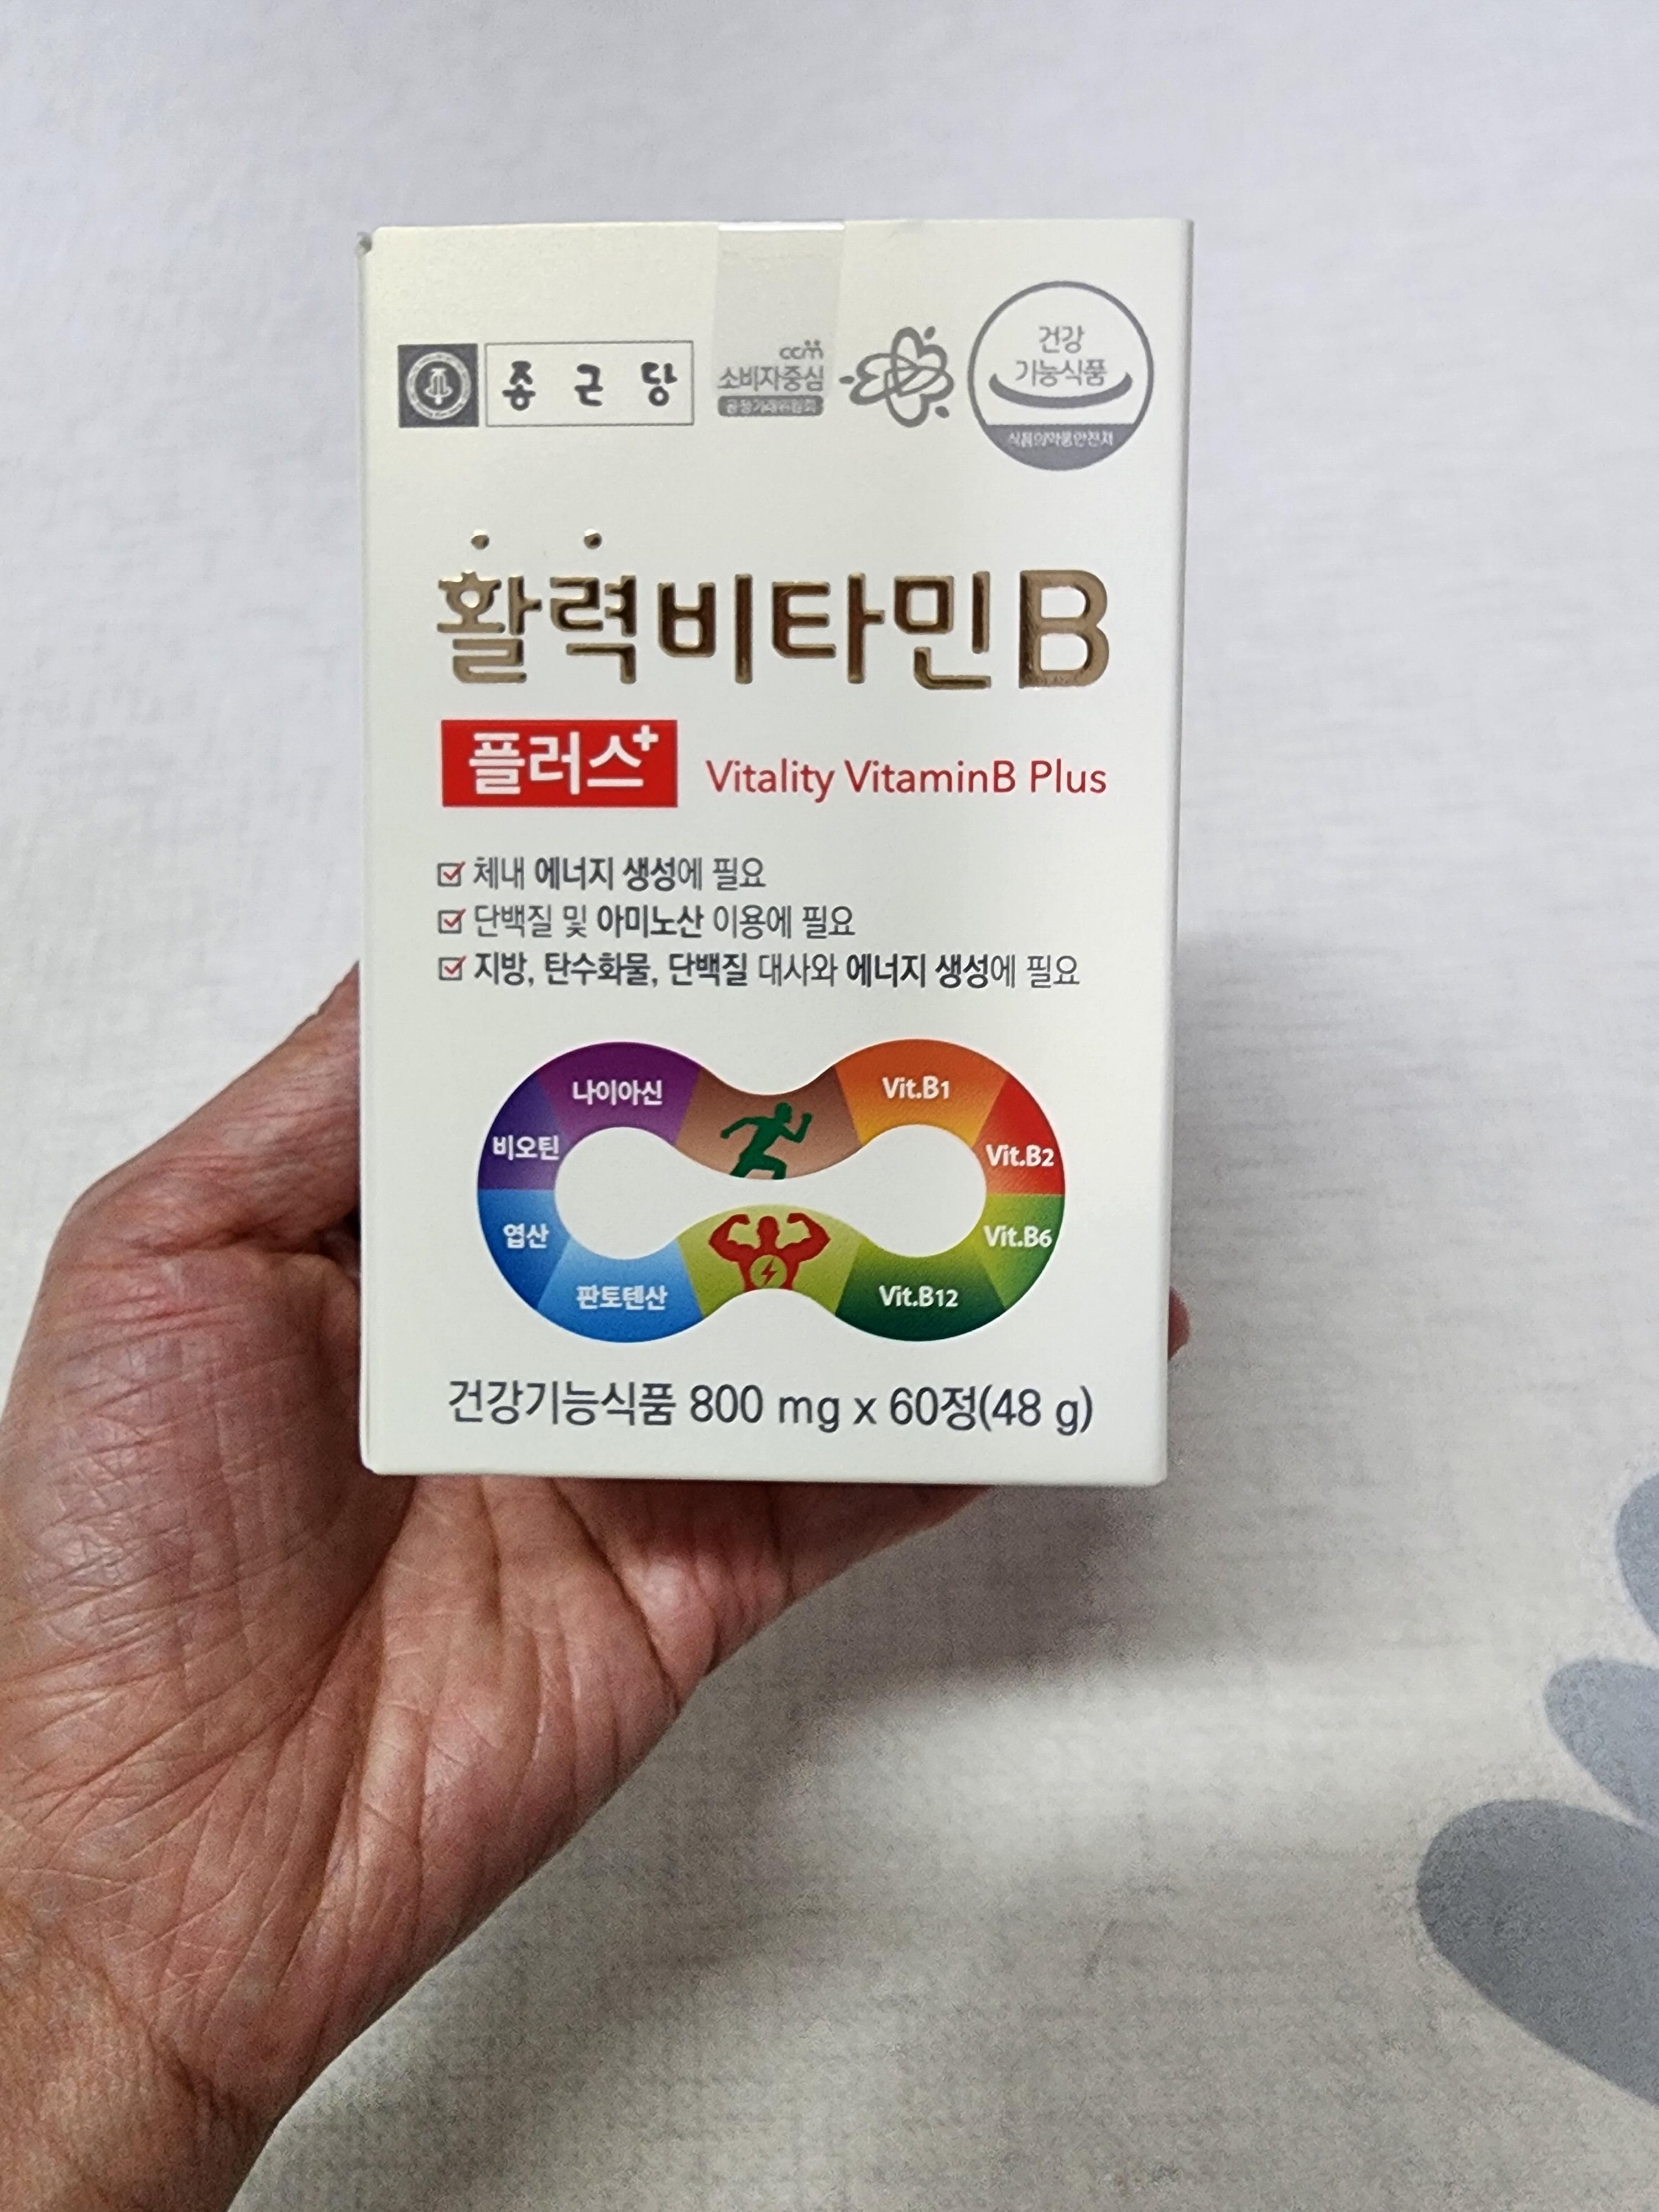 종근당
ccm
소비자중심
공정거래위원회
건강
기능식품
식품의약품안전처
활력비타민B
플러스+
Vitality VitaminB Plus
체내 에너지 생성에 필요
단백질 및 아미노산 이용에 필요
지방, 탄수화물, 단백질 대사와 에너지 생성에 필요
나이아신
Vit.B1
비오틴
Vit.B2
엽산
Vit.B6
판토텐산
Vit.B12
건강기능식품 800 mg x 60정(48 g)